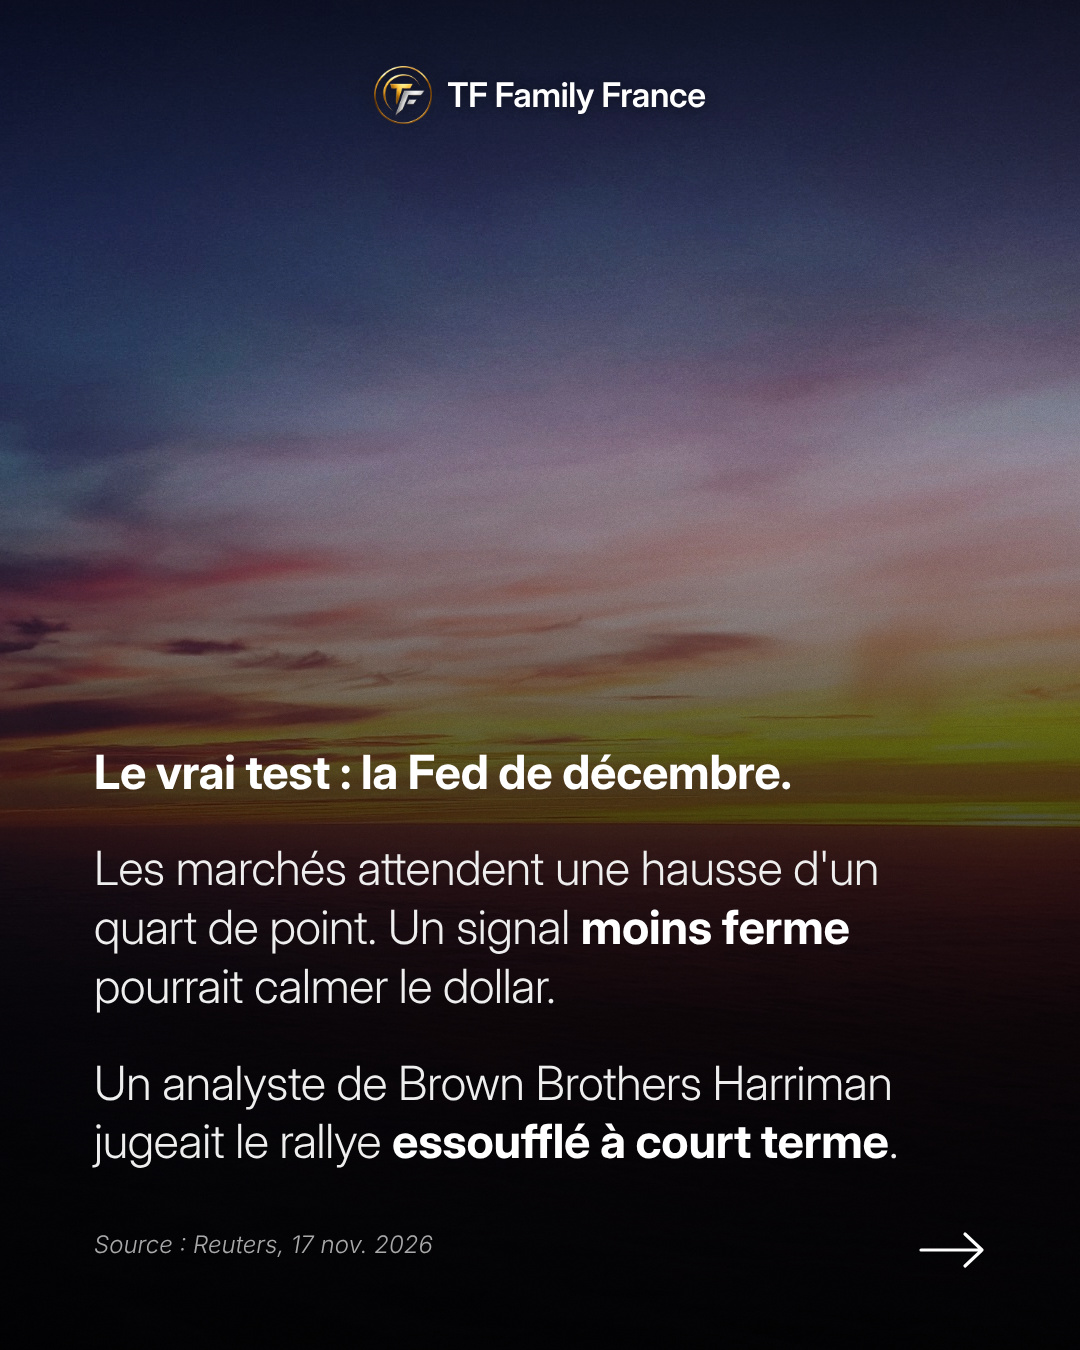 TF TF Family France
Le vrai test : la Fed de décembre.
Les marchés attendent une hausse d'un
quart de point. Un signal moins ferme
pourrait calmer le dollar.
Un analyste de Brown Brothers Harriman
jugeait le rallye essoufflé à court terme.
Source : Reuters, 17 nov. 2026